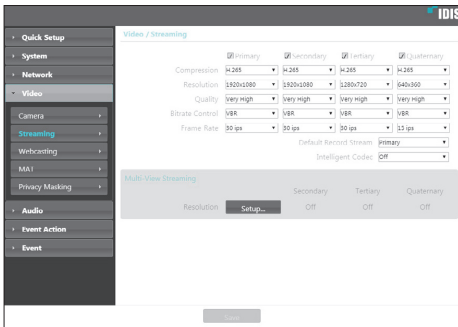 IDIS
Quick Setup
System
Network
Video
Camera
Streaming
Webcasting
MAT
Privacy Masking
Audio
Event Action
Event
Video / Streaming
Primary Secondary Tertiary Quaternary
Compression H.265 H.265 H.265 H.265
Resolution 1920x1080 1920x1080 1280x720 640x360
Quality Very High Very High Very High Very High
Bitrate Control VBR VBR VBR VBR
Frame Rate 30 ips 30 ips 30 ips 15 ips
Default Record Stream Primary
Intelligent Codec Off
Multi-View Streaming
Secondary Tertiary Quaternary
Resolution Setup... Off Off Off
Save